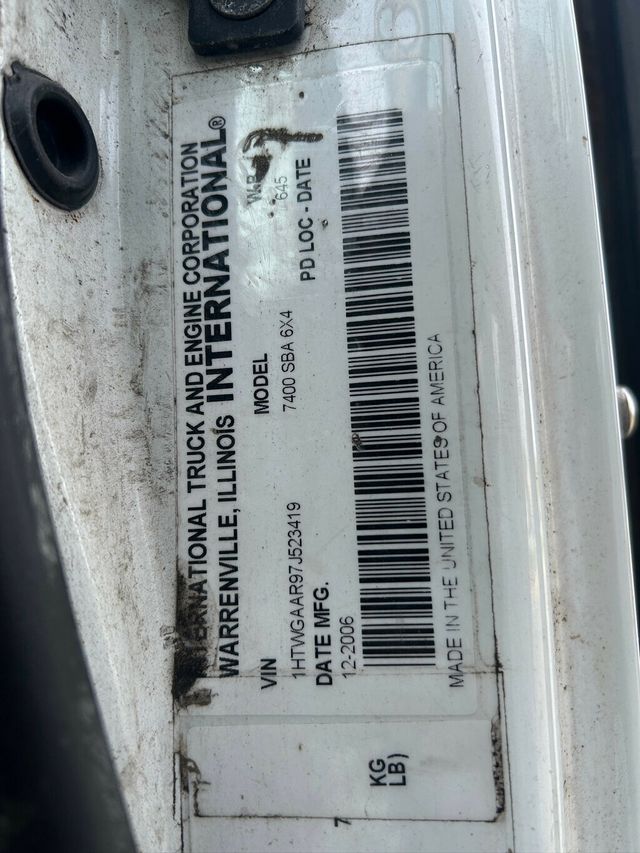 INTERNATIONAL TRUCK AND ENGINE CORPORATION
WARRENVILLE, ILLINOIS INTERNATIONAL®
VIN MODEL
1HTWGAAR97J523419 7400 SBA 6X4 645
DATE MFG. PD LOC - DATE
12-2006
MADE IN THE UNITED STATES OF AMERICA
KG
LB)
7